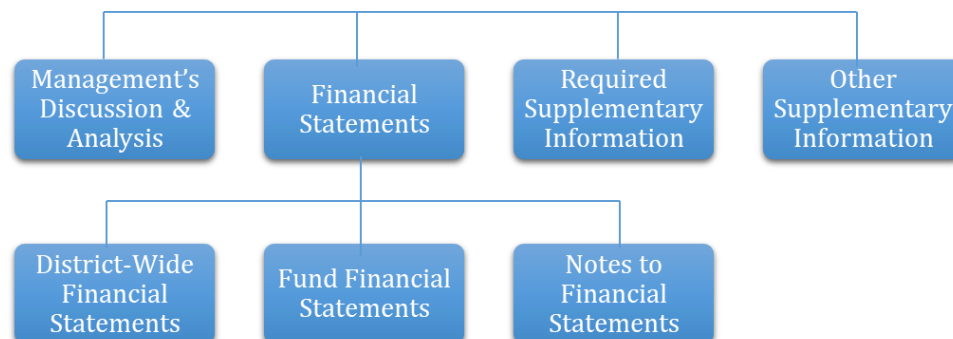 Management’s
Discussion &
Analysis
Financial
Statements
Required
Supplementary
Information
Other
Supplementary
Information
District-Wide
Financial
Statements
Fund Financial
Statements
Notes to
Financial
Statements